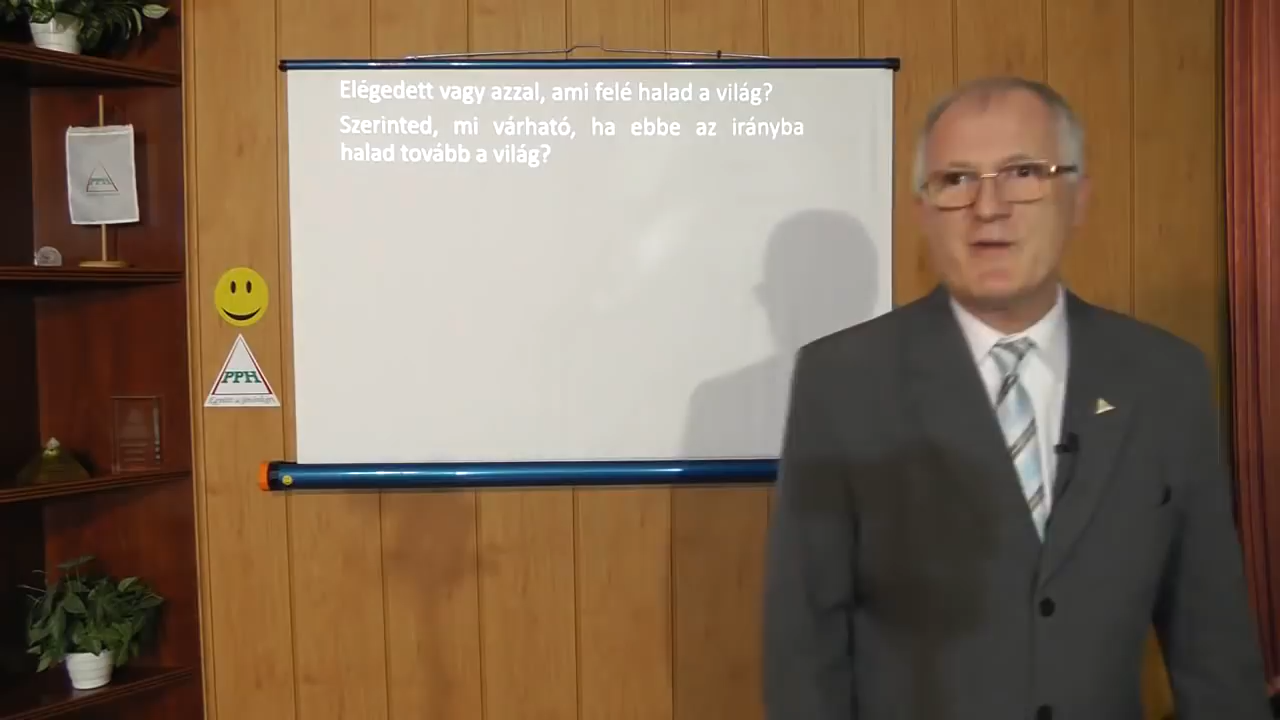 Elégedett vagy azzal, ami felé halad a világ?
Szerinted, mi várható, ha ebbe az irányba
halad tovább a világ?
PPH